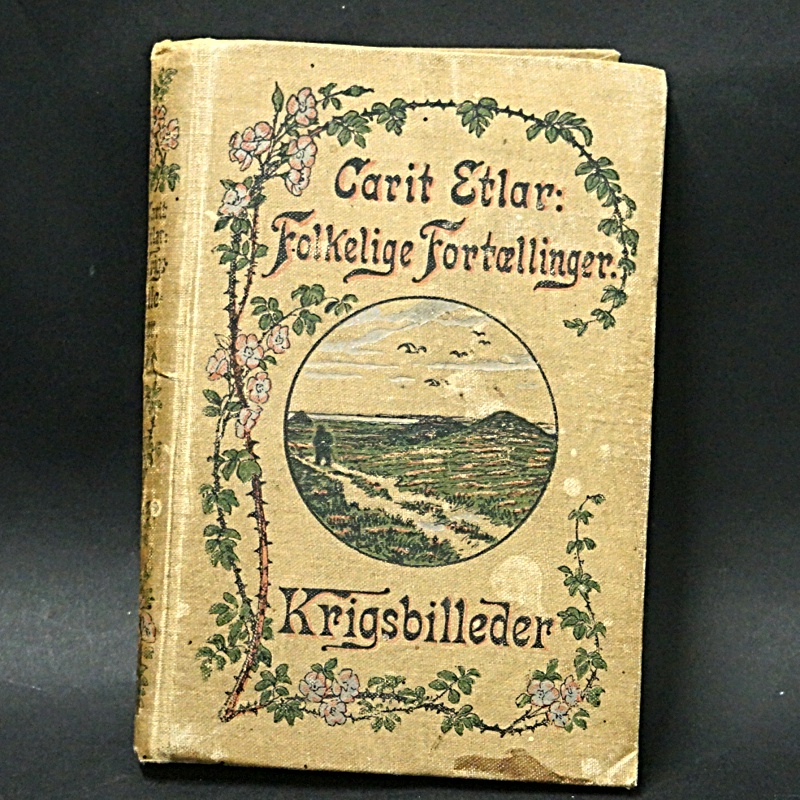 Carit Etlar:
Folkelige Fortællinger.
Krigsbilleder